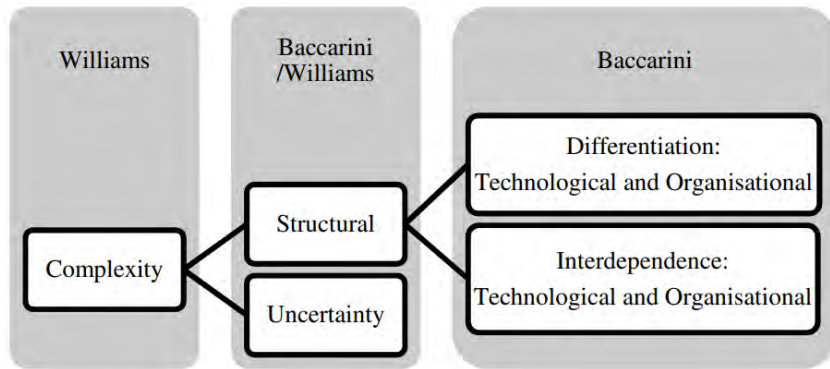 Williams
Baccarini
/Williams
Baccarini
Complexity
Structural
Uncertainty
Differentiation:
Technological and Organisational
Interdependence:
Technological and Organisational